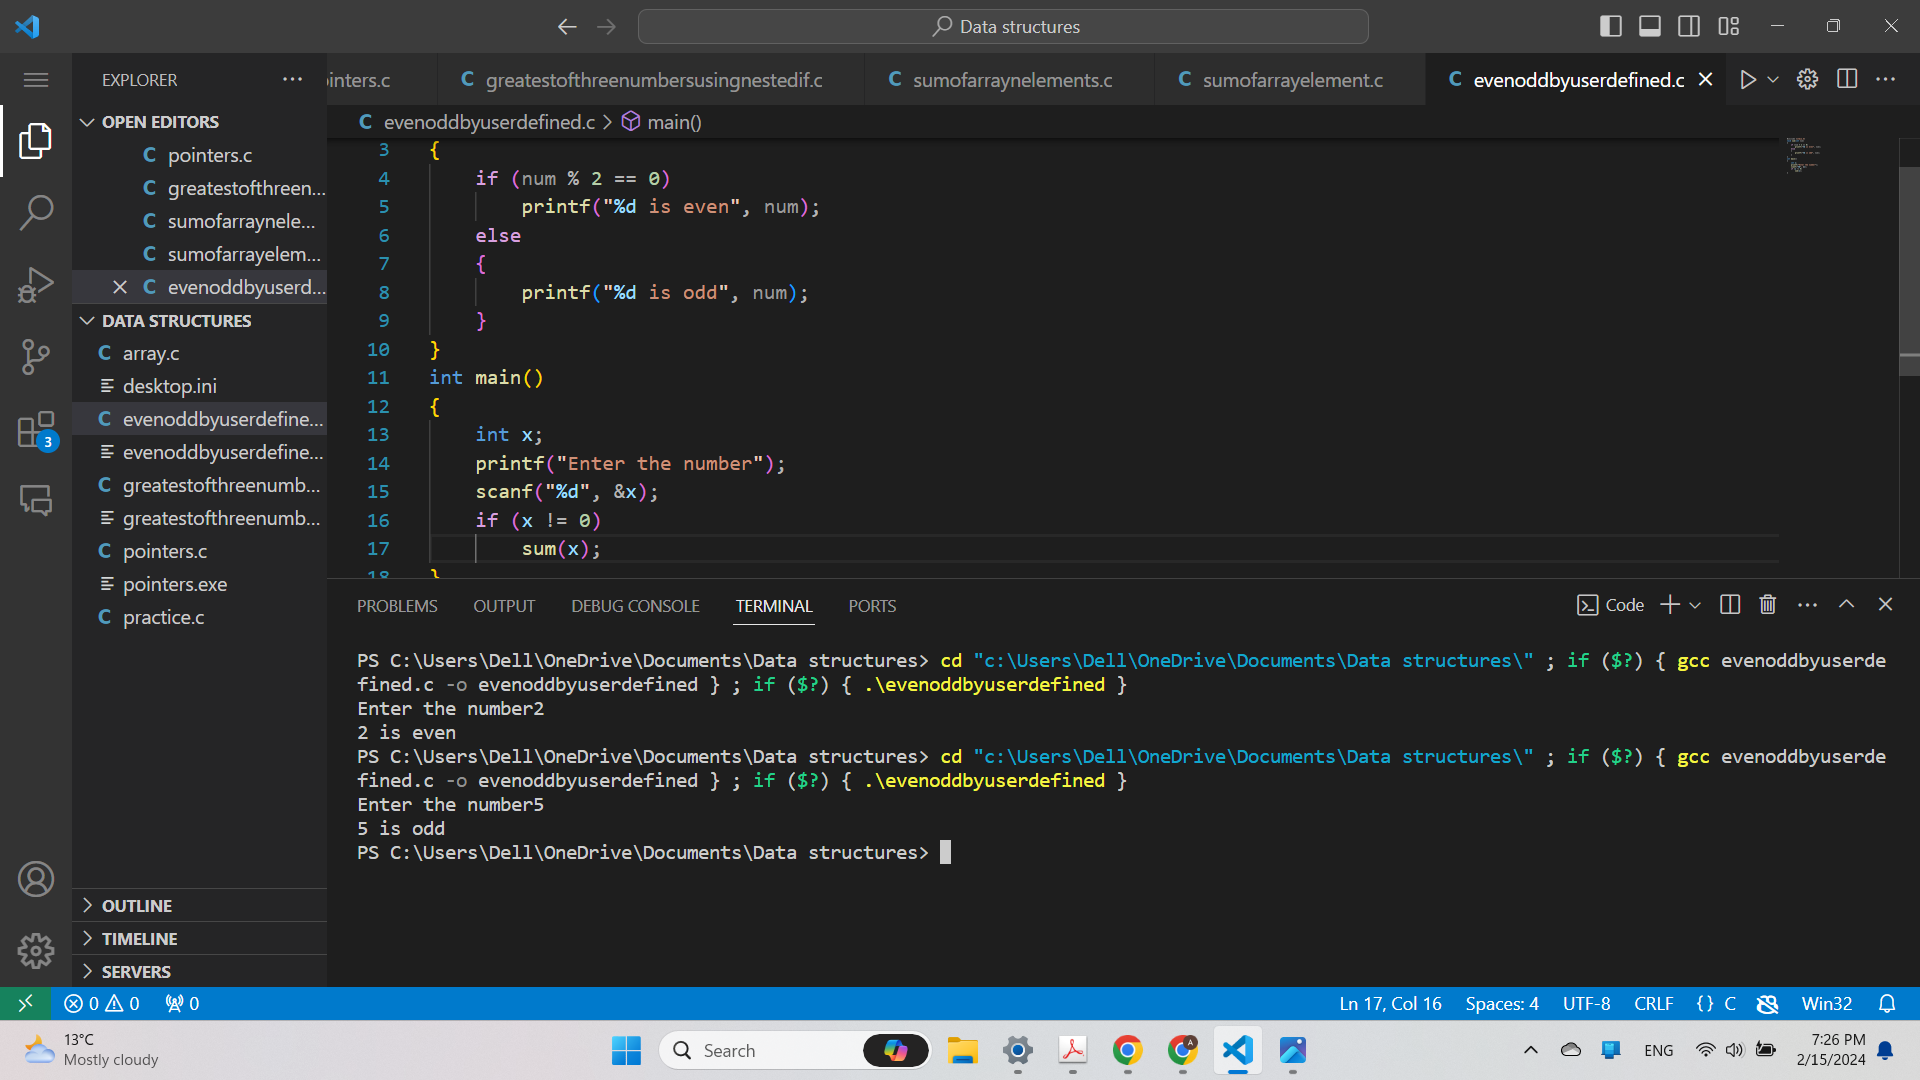 Data structures
EXPLORER
ointers.c
greatestofthreenumbersusingnestedif.c
sumofarraynelements.c
sumofarrayelement.c
evenoddbyuserdefined.c
OPEN EDITORS
pointers.c
greatestofthreen...
sumofarraynele...
sumofarrayelem...
evenoddbyuserd...
DATA STRUCTURES
array.c
desktop.ini
evenoddbyuserdefine...
evenoddbyuserdefine...
greatestofthreenumb...
greatestofthreenumb...
pointers.c
pointers.exe
practice.c
OUTLINE
TIMELINE
SERVERS
3
C evenoddbyuserdefined.c > main()
3 {
4 if (num % 2 == 0)
5 printf("%d is even", num);
6 else
7 {
8 printf("%d is odd", num);
9 }
10 }
11 int main()
12 {
13 int x;
14 printf("Enter the number");
15 scanf("%d", &x);
16 if (x != 0)
17 sum(x);
18 }
PROBLEMS OUTPUT DEBUG CONSOLE TERMINAL PORTS
Code
PS C:\Users\Dell\OneDrive\Documents\Data structures> cd "c:\Users\Dell\OneDrive\Documents\Data structures\" ; if ($?) { gcc evenoddbyuserde
fined.c -o evenoddbyuserdefined } ; if ($?) { .\evenoddbyuserdefined }
Enter the number2
2 is even
PS C:\Users\Dell\OneDrive\Documents\Data structures> cd "c:\Users\Dell\OneDrive\Documents\Data structures\" ; if ($?) { gcc evenoddbyuserde
fined.c -o evenoddbyuserdefined } ; if ($?) { .\evenoddbyuserdefined }
Enter the number5
5 is odd
PS C:\Users\Dell\OneDrive\Documents\Data structures>
0 0 0
Ln 17, Col 16 Spaces: 4 UTF-8 CRLF {} C Win32
13°C
Mostly cloudy
Search
ENG
7:26 PM
2/15/2024